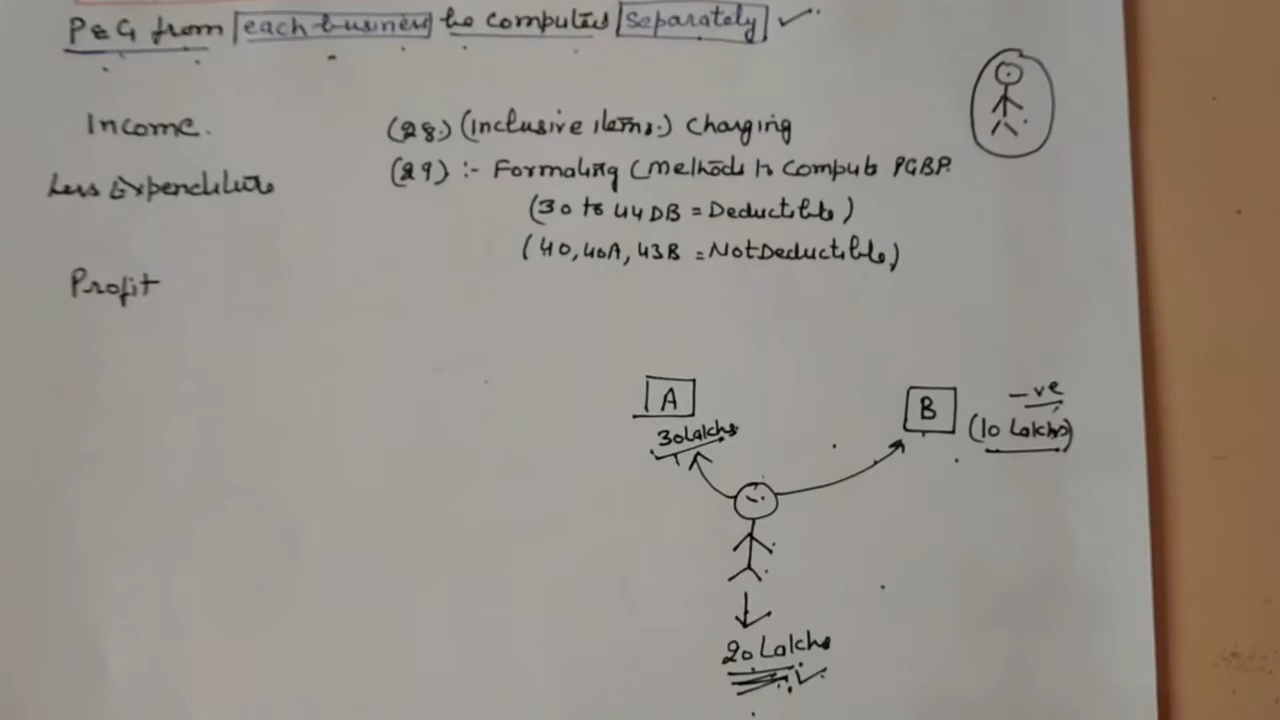 P&G from each business be computed separately
Income.
(28.) (Inclusive items.) Charging
Less Expenditure
(29) :- Formaling (Methods to Compute PGBP.
(30 to 44DB = Deductible)
(40, 40A, 43B = Not Deductible)
Profit
A
B
-ve
30 Lakhs
(10 Lakhs)
20 Lakhs